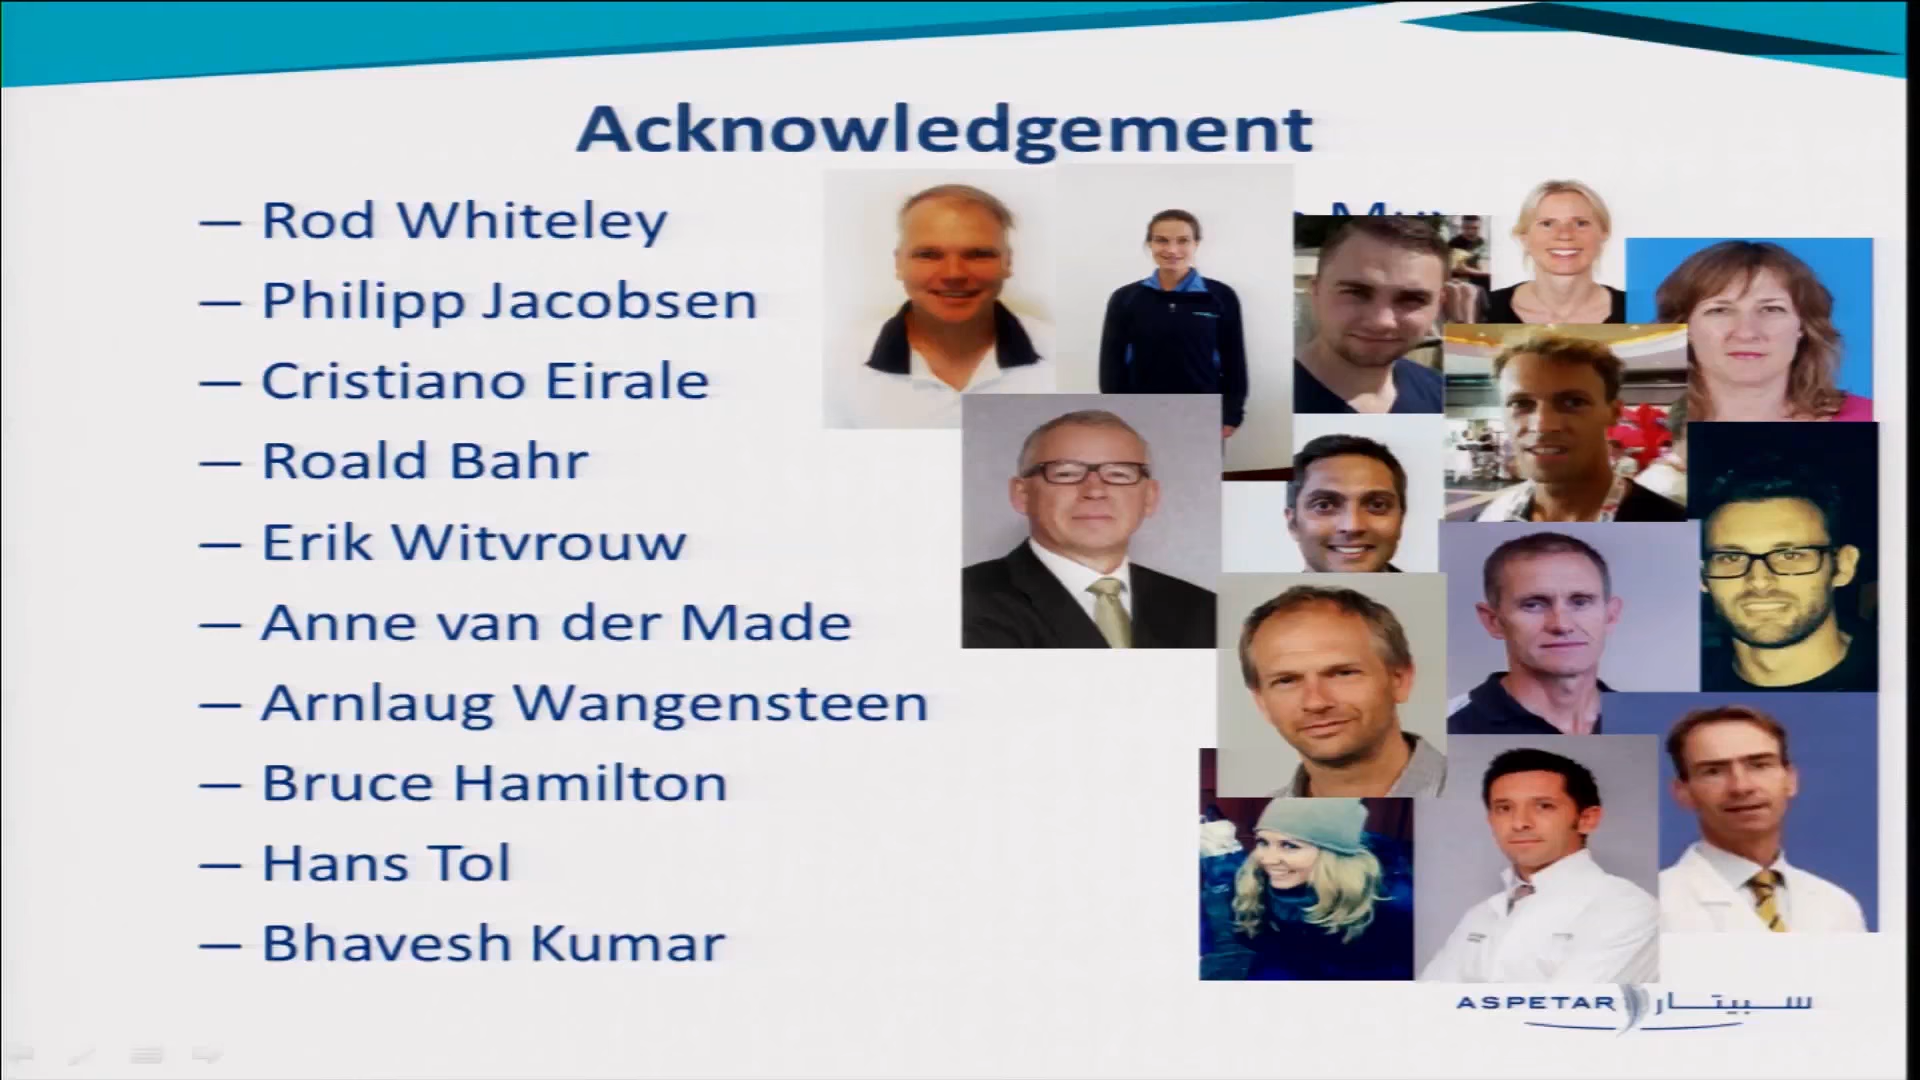 Acknowledgement
– Rod Whiteley
– Philipp Jacobsen
– Cristiano Eirale
– Roald Bahr
– Erik Witvrouw
– Anne van der Made
– Arnlaug Wangensteen
– Bruce Hamilton
– Hans Tol
– Bhavesh Kumar
ASPETAR سبيتار